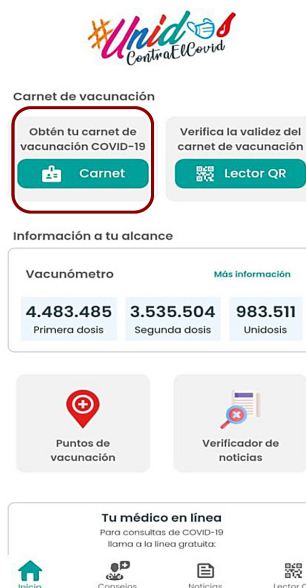 #Unidos
ContraElCovid
Carnet de vacunación
Obtén tu carnet de
vacunación COVID-19
Carnet
Verifica la validez del
carnet de vacunación
Lector QR
Información a tu alcance
Vacunómetro
Más información
4.483.485
Primera dosis
3.535.504
Segunda dosis
983.511
Unidosis
Puntos de
vacunación
Verificador de
noticias
Tu médico en línea
Para consultas de COVID-19
llama a la línea gratuita:
Inicio
Consejos
Noticias
Lector Q